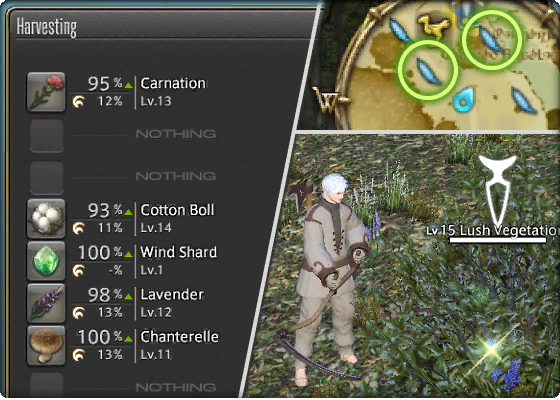 Harvesting
95% Carnation
12% Lv.13
NOTHING
NOTHING
93% Cotton Boll
11% Lv.14
100% Wind Shard
-% Lv.1
98% Lavender
13% Lv.12
100% Chanterelle
13% Lv.11
NOTHING
W
Lv.15 Lush Vegetatio